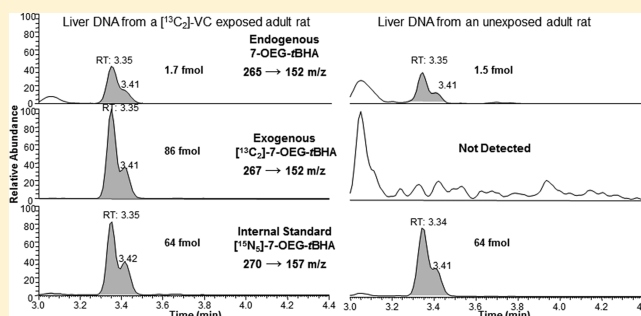 Liver DNA from a [¹³C₂]-VC exposed adult rat
Liver DNA from an unexposed adult rat
Relative Abundance
100
80
60
40
20
0
RT: 3.35
3.41
1.7 fmol
Endogenous
7-OEG-tBHA
265 → 152 m/z
RT: 3.35
3.41
1.5 fmol
100
80
60
40
20
0
RT: 3.35
3.41
86 fmol
Exogenous
[¹³C₂]-7-OEG-tBHA
267 → 152 m/z
Not Detected
100
80
60
40
20
0
RT: 3.35
3.42
64 fmol
Internal Standard
[¹⁵N₅]-7-OEG-tBHA
270 → 157 m/z
RT: 3.34
3.41
64 fmol
3.0 3.2 3.4 3.6 3.8 4.0 4.2 4.4
Time (min)
3.0 3.2 3.4 3.6 3.8 4.0 4.2
Time (min)